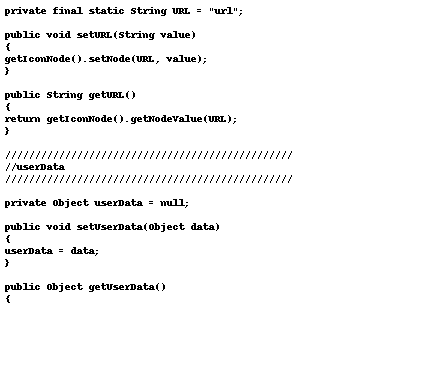 private final static String URL = "url";
public void setURL(String value)
{
getIconNode().setNode(URL, value);
}
public String getURL()
{
return getIconNode().getNodeValue(URL);
}
////////////////////////////////////////////////
//userData
////////////////////////////////////////////////
private Object userData = null;
public void setUserData(Object data)
{
userData = data;
}
public Object getUserData()
{